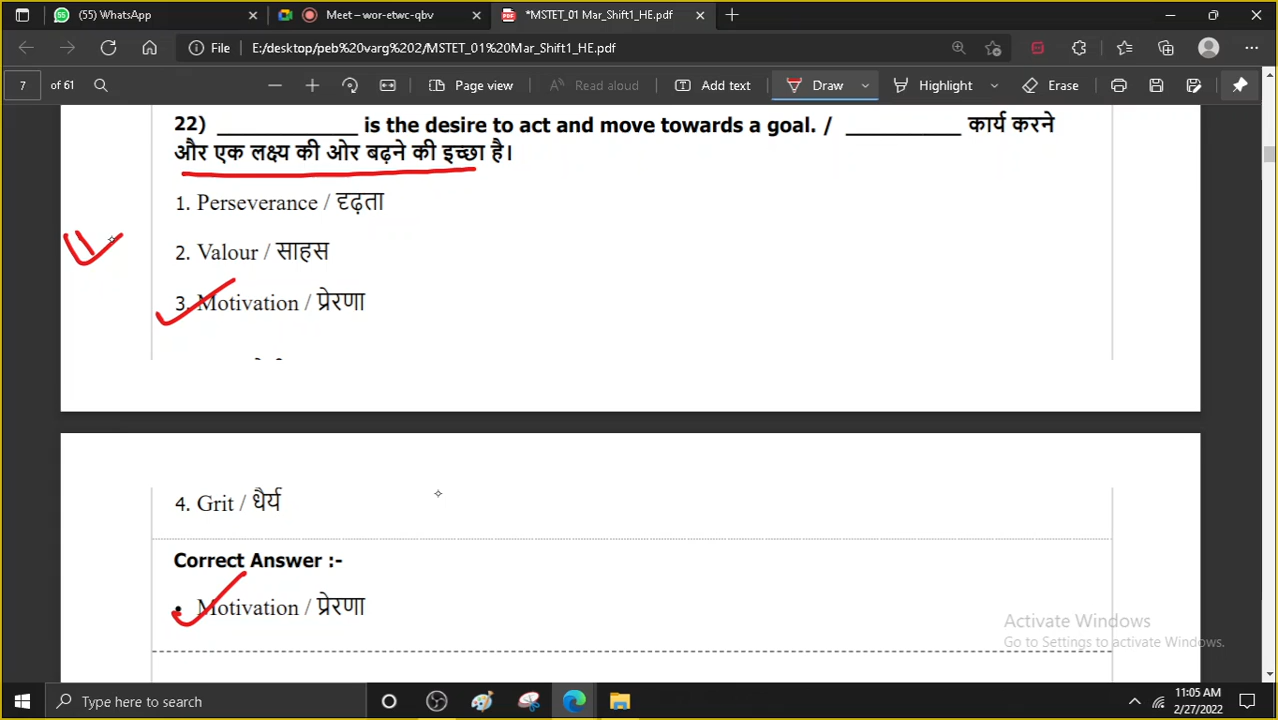 (55) WhatsApp
Meet – wor-etwc-qbv
*MSTET_01 Mar_Shift1_HE.pdf
File
E:/desktop/peb%20varg%202/MSTET_01%20Mar_Shift1_HE.pdf
7 of 61
Page view
Read aloud
Add text
Draw
Highlight
Erase
22) ____________ is the desire to act and move towards a goal. / __________ कार्य करने
और एक लक्ष्य की ओर बढ़ने की इच्छा है।
1. Perseverance / दृढ़ता
2. Valour / साहस
3. Motivation / प्रेरणा
4. Grit / धैर्य
Correct Answer :-
• Motivation / प्रेरणा
Activate Windows
Go to Settings to activate Windows.
Type here to search
11:05 AM
2/27/2022